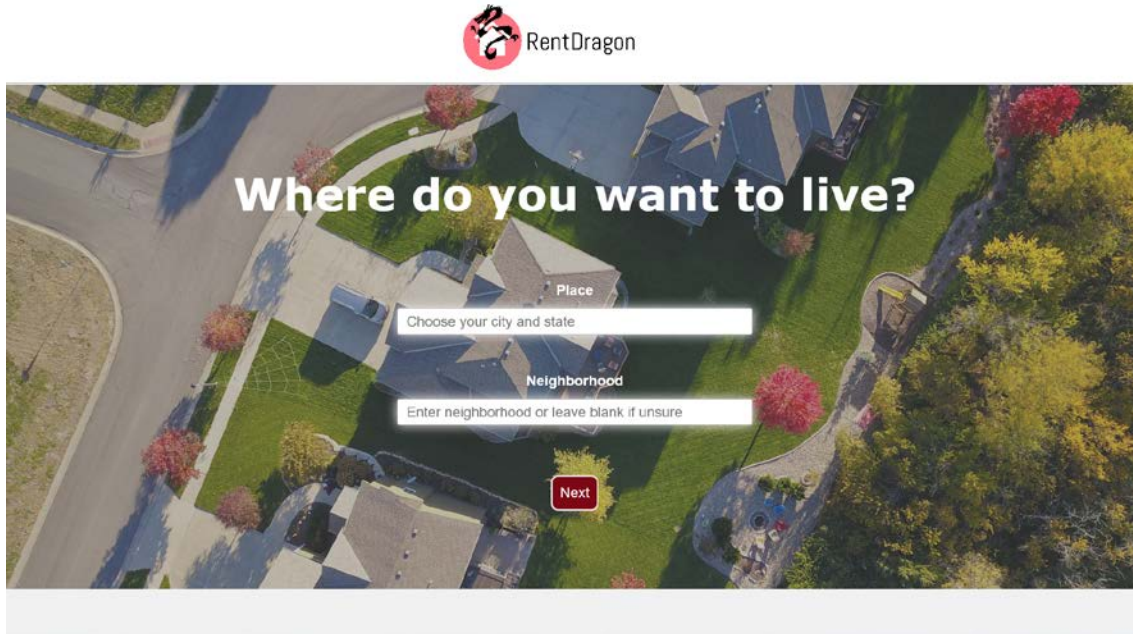 RentDragon
Where do you want to live?
Place
Choose your city and state
Neighborhood
Enter neighborhood or leave blank if unsure
Next